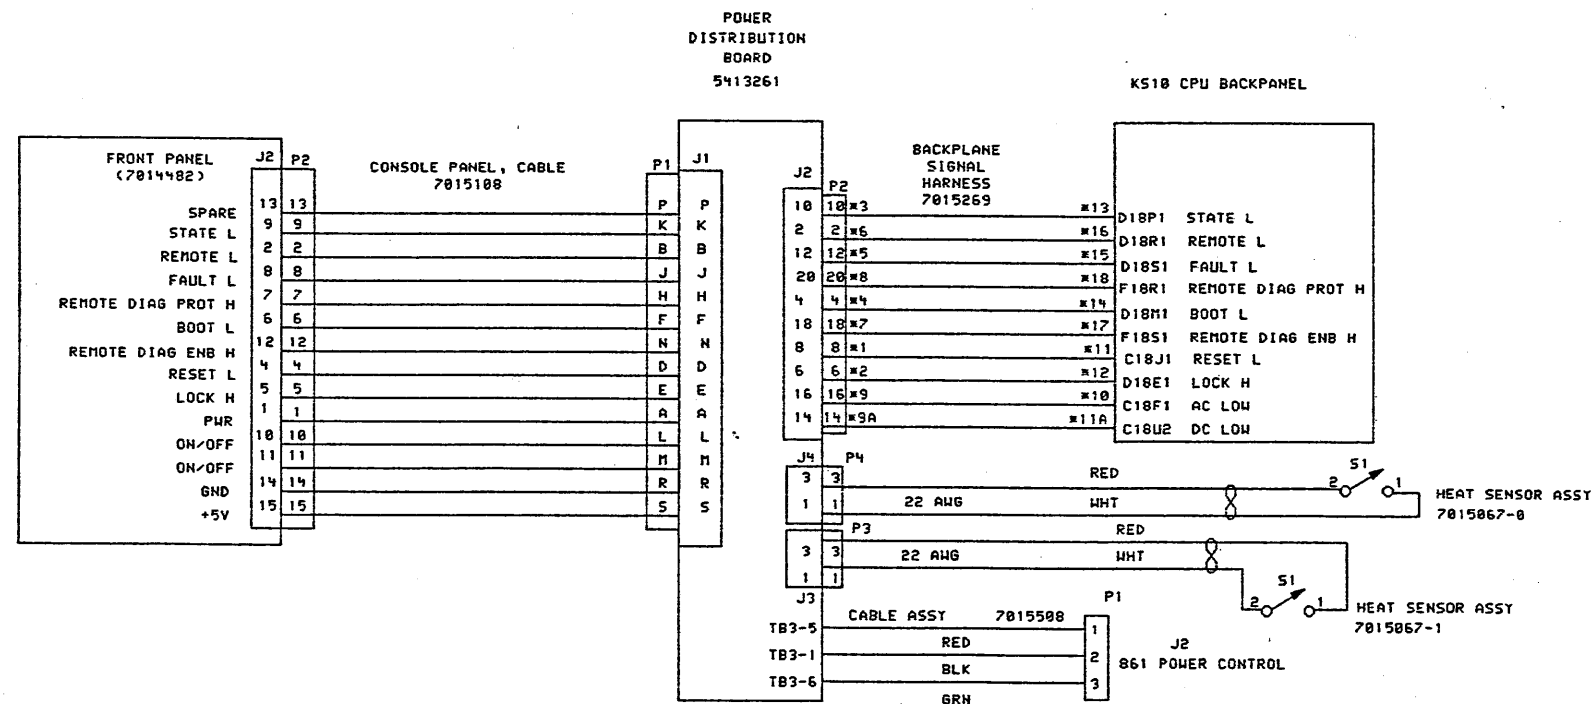 POWER
DISTRIBUTION
BOARD
5413261
KS10 CPU BACKPANEL
FRONT PANEL
(7014482)
J2 P2
CONSOLE PANEL, CABLE
7015108
P1 J1
J2
P2
BACKPLANE
SIGNAL
HARNESS
7015269
SPARE 13 13 P P
STATE L 9 9 K K
REMOTE L 2 2 B B
FAULT L 8 8 J J
REMOTE DIAG PROT H 7 7 H H
BOOT L 6 6 F F
REMOTE DIAG ENB H 12 12 N N
RESET L 4 4 D D
LOCK H 5 5 E E
PWR 1 1 A A
ON/OFF 10 10 L L
ON/OFF 11 11 M M
GND 14 14 R R
+5V 15 15 S S
10 10 *3 *13 D18P1 STATE L
2 2 *6 *16 D18R1 REMOTE L
12 12 *5 *15 D18S1 FAULT L
20 20 *8 *18 F18R1 REMOTE DIAG PROT H
4 4 *4 *14 D18M1 BOOT L
18 18 *7 *17 F18S1 REMOTE DIAG ENB H
8 8 *1 *11 C18J1 RESET L
6 6 *2 *12 D18E1 LOCK H
16 16 *9 *10 C18F1 AC LOW
14 14 *9A *11A C18U2 DC LOW
J4 P4
3 3 RED 2 S1 1
1 1 22 AWG WHT
HEAT SENSOR ASSY
7015067-0
P3
RED
3 3 22 AWG WHT
1 1
J3
2 S1 1
HEAT SENSOR ASSY
7015067-1
P1
CABLE ASSY 7015508
TB3-5 1
RED
TB3-1 2
BLK
TB3-6 3
GRN
J2
861 POWER CONTROL